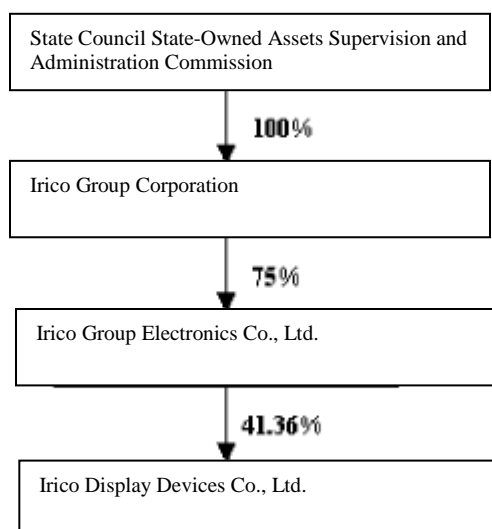 State Council State-Owned Assets Supervision and
Administration Commission
100%
Irico Group Corporation
75%
Irico Group Electronics Co., Ltd.
41.36%
Irico Display Devices Co., Ltd.